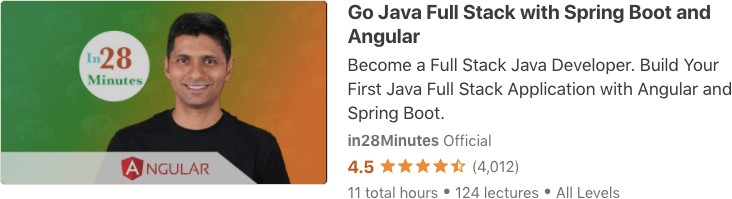 In28
Minutes
ANGULAR
Go Java Full Stack with Spring Boot and
Angular
Become a Full Stack Java Developer. Build Your
First Java Full Stack Application with Angular and
Spring Boot.
in28Minutes Official
4.5 (4,012)
11 total hours • 124 lectures • All Levels